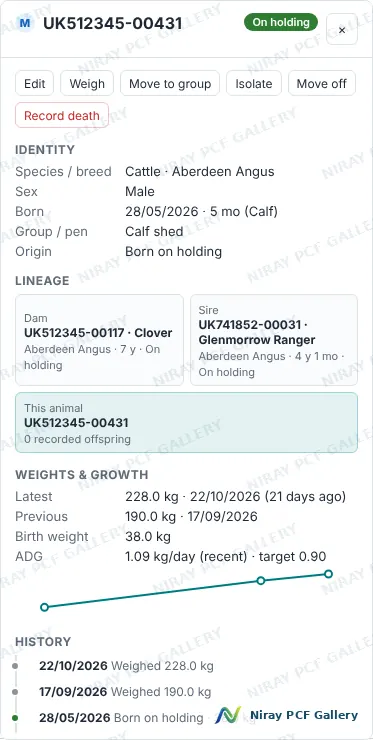 M UK512345-00431 On holding ×
Edit Weigh Move to group Isolate Move off
Record death
IDENTITY
Species / breed Cattle · Aberdeen Angus
Sex Male
Born 28/05/2026 · 5 mo (Calf)
Group / pen Calf shed
Origin Born on holding
LINEAGE
Dam
UK512345-00117 · Clover
Aberdeen Angus · 7 y · On
holding
Sire
UK741852-00031 ·
Glenmorrow Ranger
Aberdeen Angus · 4 y 1 mo ·
On holding
This animal
UK512345-00431
0 recorded offspring
WEIGHTS & GROWTH
Latest 228.0 kg · 22/10/2026 (21 days ago)
Previous 190.0 kg · 17/09/2026
Birth weight 38.0 kg
ADG 1.09 kg/day (recent) · target 0.90
HISTORY
22/10/2026 Weighed 228.0 kg
17/09/2026 Weighed 190.0 kg
28/05/2026 Born on holding
Niray PCF Gallery
NIRAY PCF GALLERY